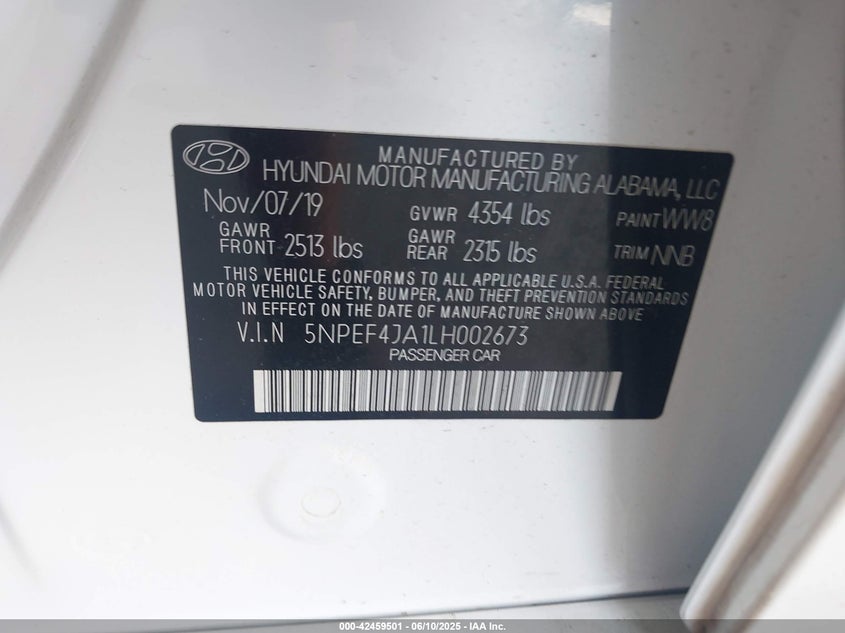 MANUFACTURED BY
HYUNDAI MOTOR MANUFACTURING ALABAMA, LLC
Nov/07/19 GVWR 4354 lbs PAINT WW8
GAWR FRONT 2513 lbs GAWR REAR 2315 lbs TRIM NNB
THIS VEHICLE CONFORMS TO ALL APPLICABLE U.S.A. FEDERAL
MOTOR VEHICLE SAFETY, BUMPER, AND THEFT PREVENTION STANDARDS
IN EFFECT ON THE DATE OF MANUFACTURE SHOWN ABOVE
V.I.N 5NPEF4JA1LH002673
PASSENGER CAR
000-42459501 - 06/10/2025 - IAA Inc.